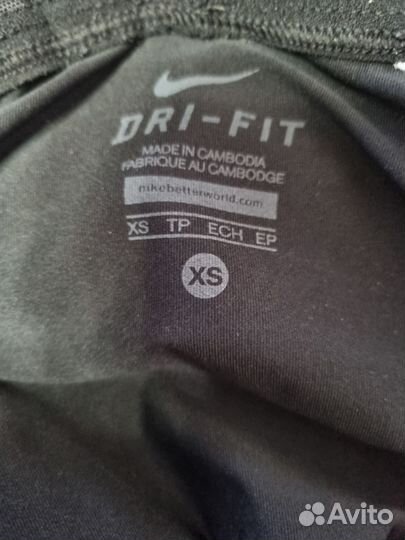 DRI-FIT
MADE IN CAMBODIA
FABRIQUE AU CAMBODGE
nikebetterworld.com
XS TP ECH EP
XS
Avito